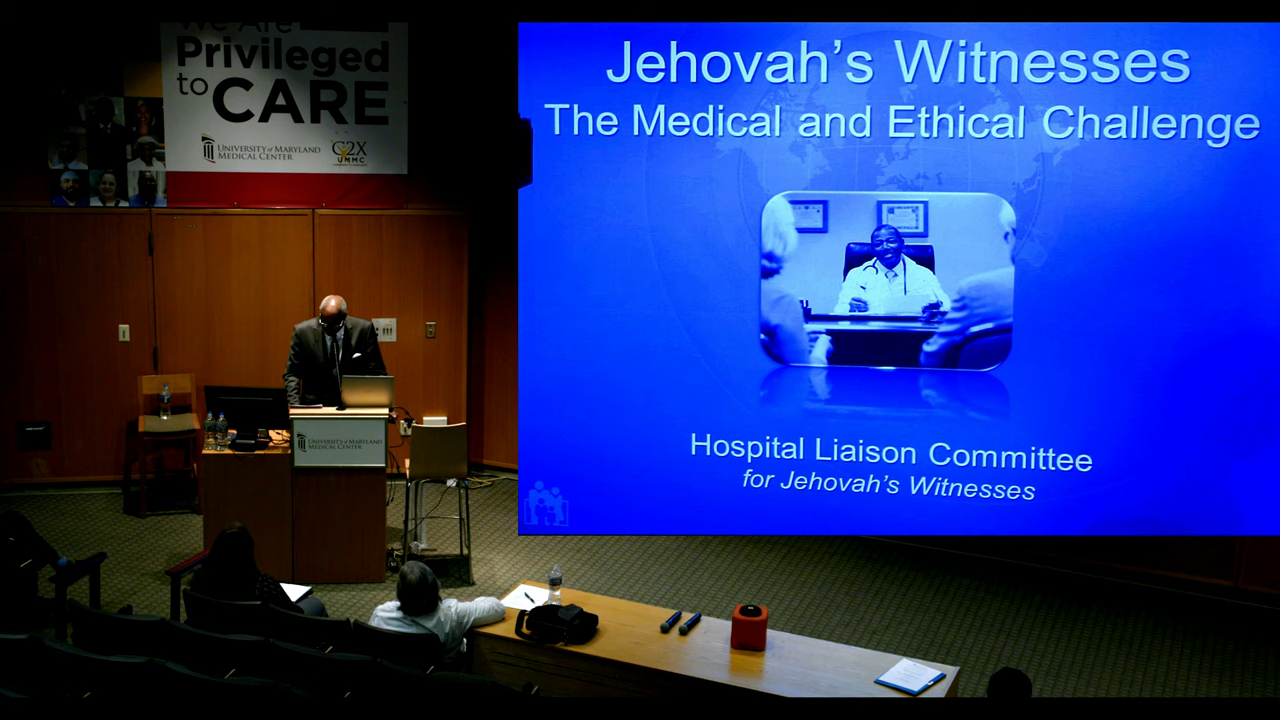 We Are
Privileged
to CARE
UNIVERSITY of MARYLAND
MEDICAL CENTER
G2X
UMMC
Jehovah's Witnesses
The Medical and Ethical Challenge
Hospital Liaison Committee
for Jehovah's Witnesses
UNIVERSITY of MARYLAND
MEDICAL CENTER